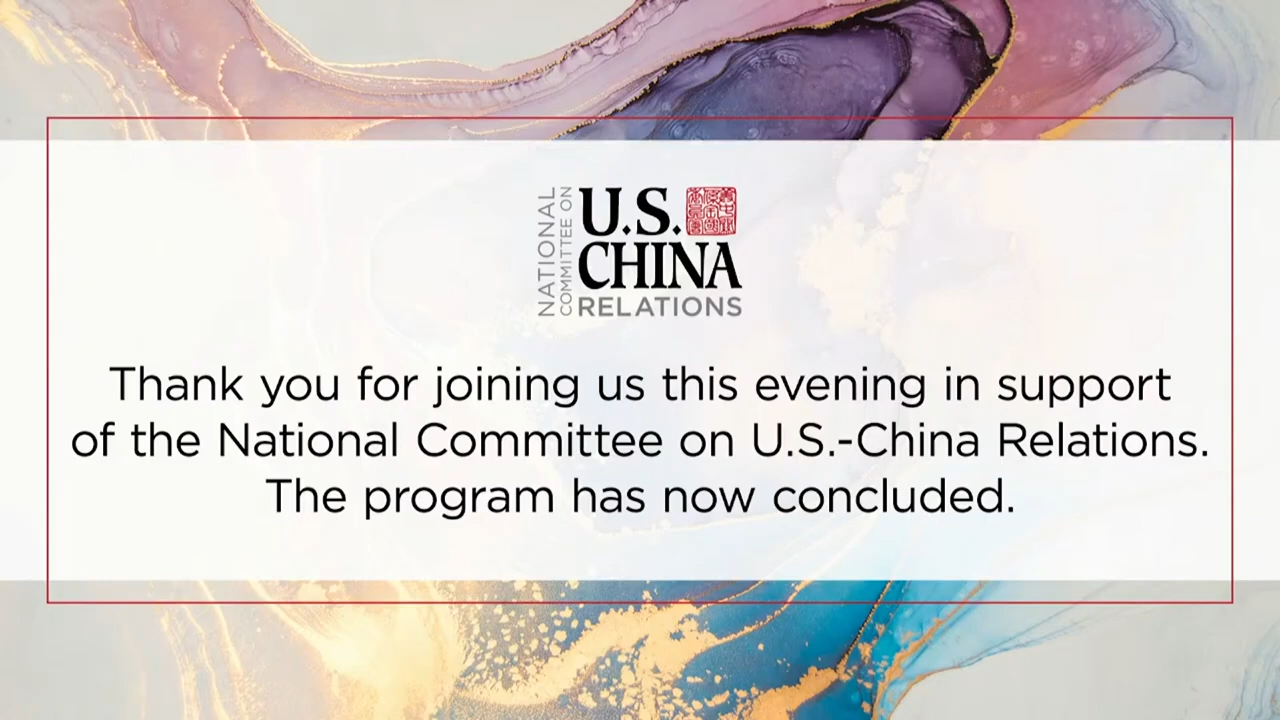 NATIONAL
COMMITTEE ON
U.S.
CHINA
RELATIONS
Thank you for joining us this evening in support
of the National Committee on U.S.-China Relations.
The program has now concluded.